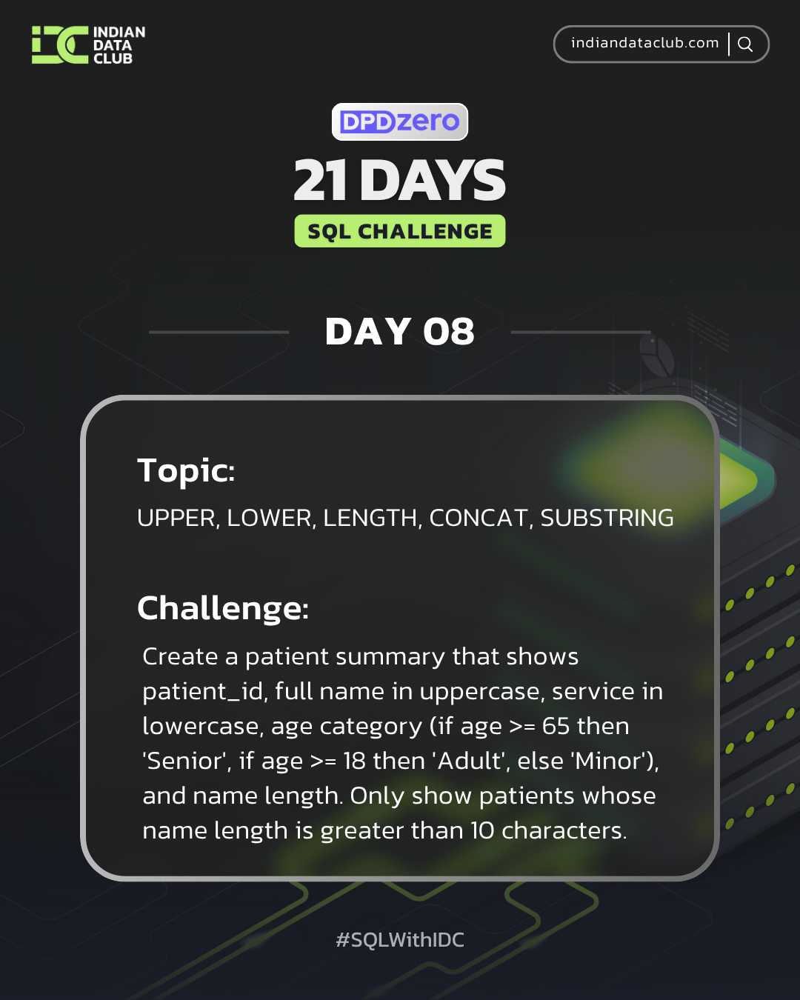 INDIAN
DATA
CLUB
indiandataclub.com
DPDzero
21 DAYS
SQL CHALLENGE
DAY 08
Topic:
UPPER, LOWER, LENGTH, CONCAT, SUBSTRING
Challenge:
Create a patient summary that shows
patient_id, full name in uppercase, service in
lowercase, age category (if age >= 65 then
'Senior', if age >= 18 then 'Adult', else 'Minor'),
and name length. Only show patients whose
name length is greater than 10 characters.
#SQLWithIDC